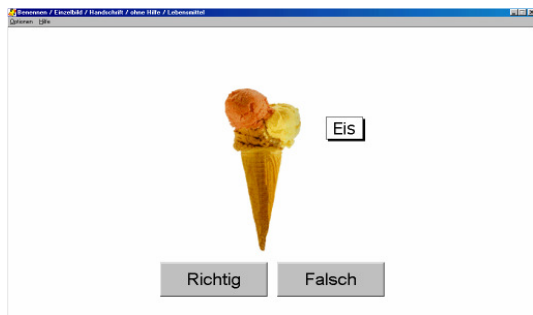 Benennen / Einzelbild / Handschrift / ohne Hilfe / Lebensmittel
Optionen Hilfe
Eis
Richtig Falsch